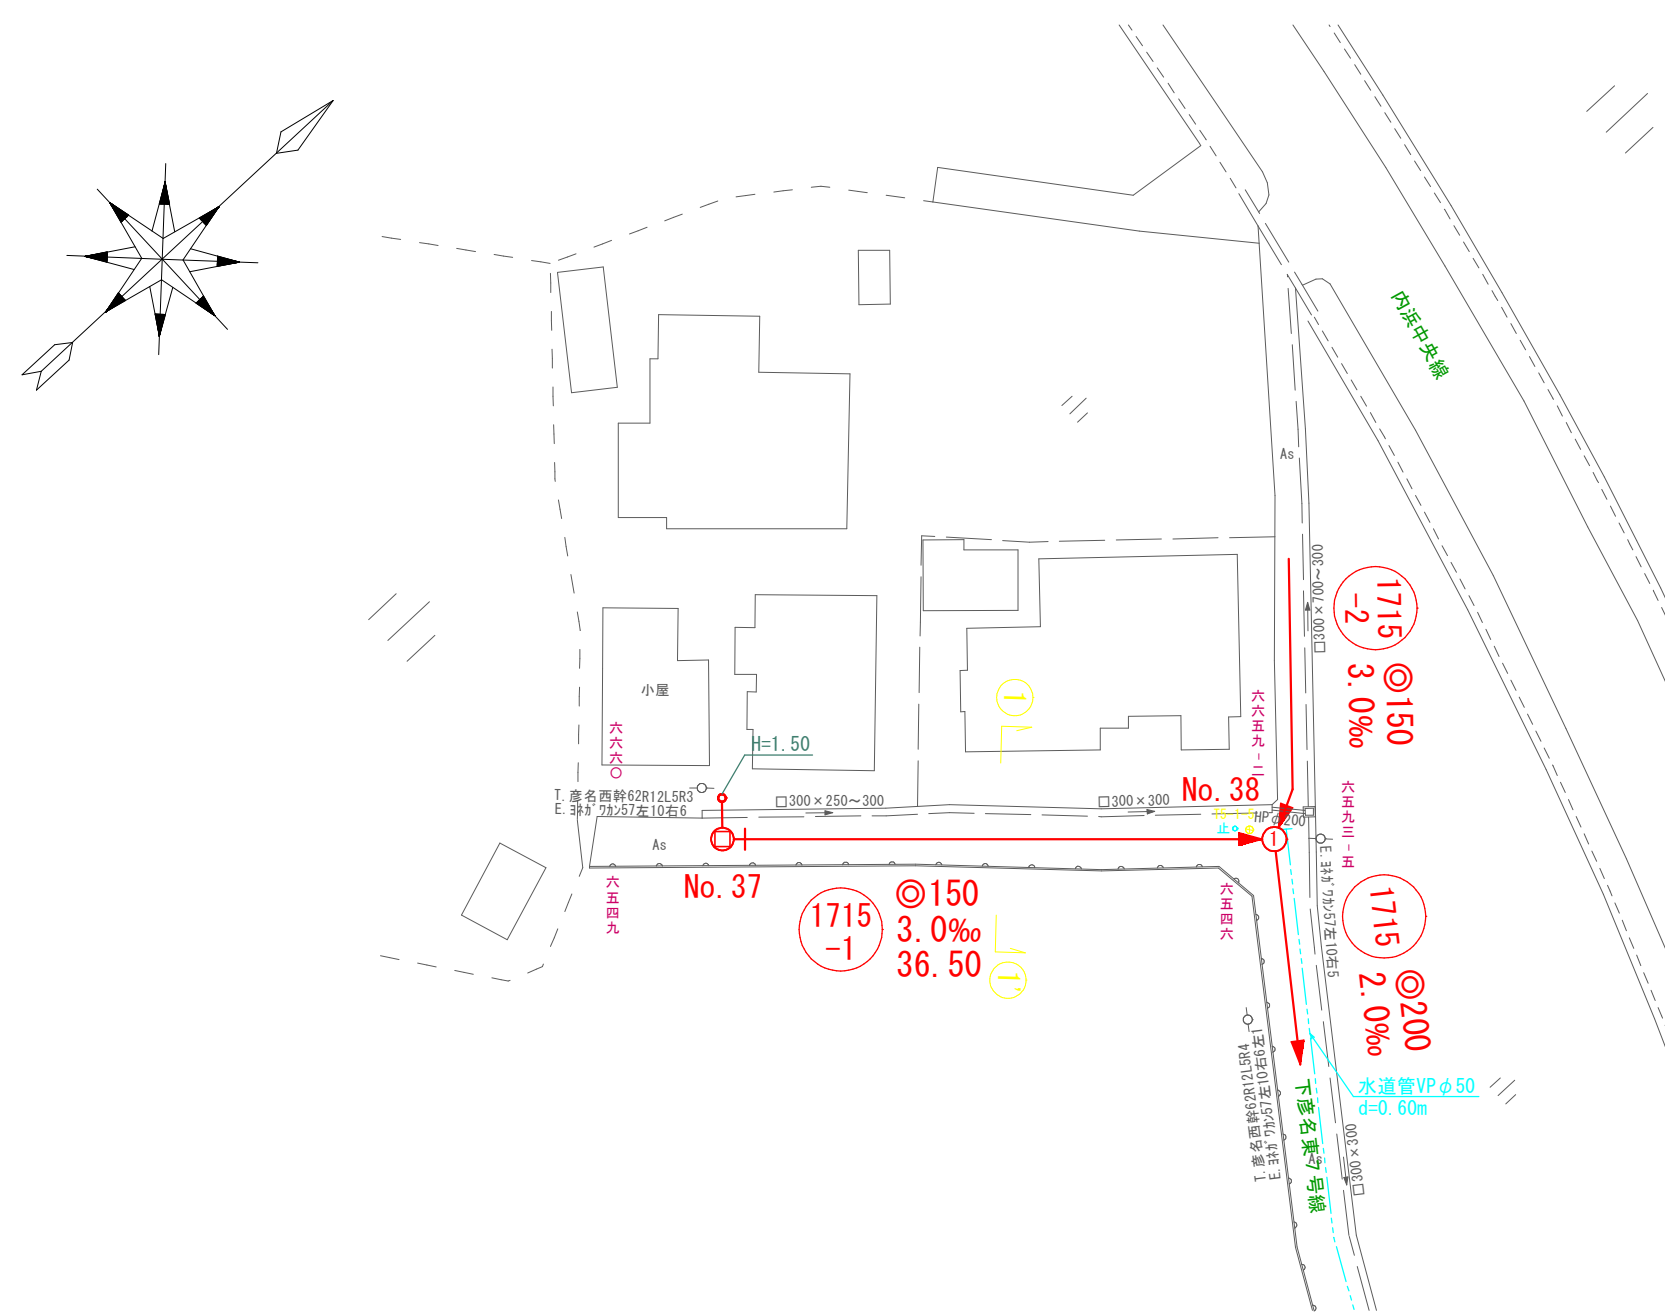 内浜中央線
As
□300×700~300
1715
-2
◎150
3.0‰
小屋
六六六〇
H=1.50
T.彦名西幹62R12L5R3
E.ﾖﾈｶﾞﾜｶﾝ57左10右6
□300×250~300
□300×300
1
六六五九-二
No.38
HPφ200
止
1
六五九三-五
As
No.37
六五四九
1715
-1
◎150
3.0‰
36.50
1'
六五四六
E.ﾖﾈｶﾞﾜｶﾝ57左10右5
1715
◎200
2.0‰
T.彦名西幹62R12L5R4
E.ﾖﾈｶﾞﾜｶﾝ57左10右6左1
水道管VPφ50
d=0.60m
下彦名東7号線
As
□300×300